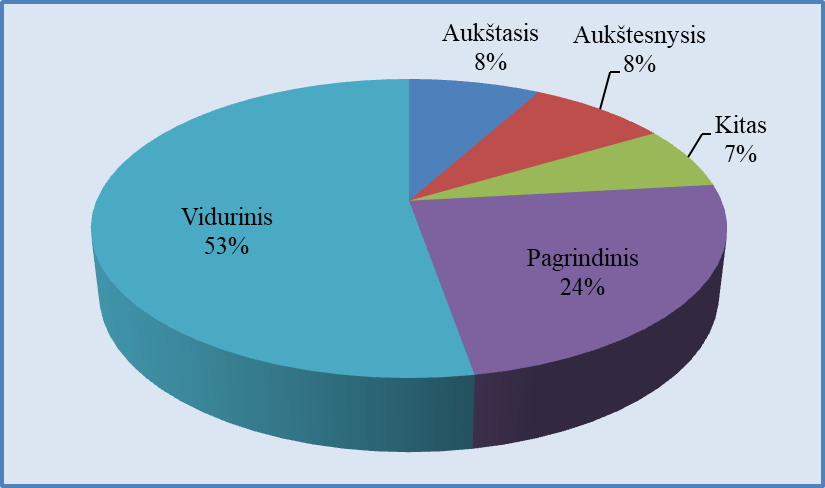 Aukštasis
8%
Aukštesnysis
8%
Kitas
7%
Pagrindinis
24%
Vidurinis
53%